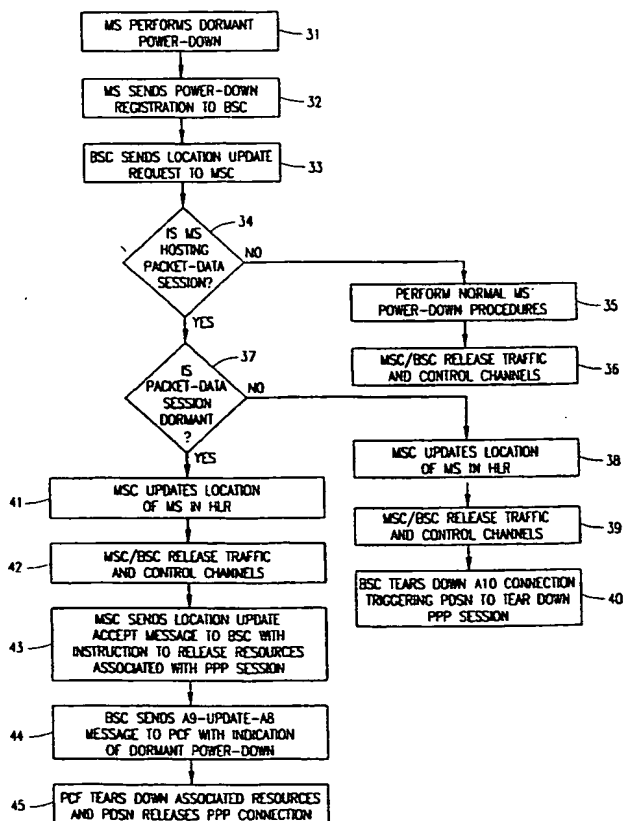 MS PERFORMS DORMANT
POWER-DOWN
31
MS SENDS POWER-DOWN
REGISTRATION TO BSC
32
BSC SENDS LOCATION UPDATE
REQUEST TO MSC
33
34
IS MS
HOSTING
PACKET-DATA
SESSION?
NO
YES
PERFORM NORMAL MS
POWER-DOWN PROCEDURES
35
MSC/BSC RELEASE TRAFFIC
AND CONTROL CHANNELS
36
37
IS
PACKET-DATA
SESSION
DORMANT
?
NO
YES
MSC UPDATES LOCATION
OF MS IN HLR
38
MSC/BSC RELEASE TRAFFIC
AND CONTROL CHANNELS
39
BSC TEARS DOWN A10 CONNECTION
TRIGGERING PDSN TO TEAR DOWN
PPP SESSION
40
41
MSC UPDATES LOCATION
OF MS IN HLR
42
MSC/BSC RELEASE TRAFFIC
AND CONTROL CHANNELS
43
MSC SENDS LOCATION UPDATE
ACCEPT MESSAGE TO BSC WITH
INSTRUCTION TO RELEASE RESOURCES
ASSOCIATED WITH PPP SESSION
44
BSC SENDS A9-UPDATE-A8
MESSAGE TO PCF WITH INDICATION
OF DORMANT POWER-DOWN
45
PCF TEARS DOWN ASSOCIATED RESOURCES
AND PDSN RELEASES PPP CONNECTION